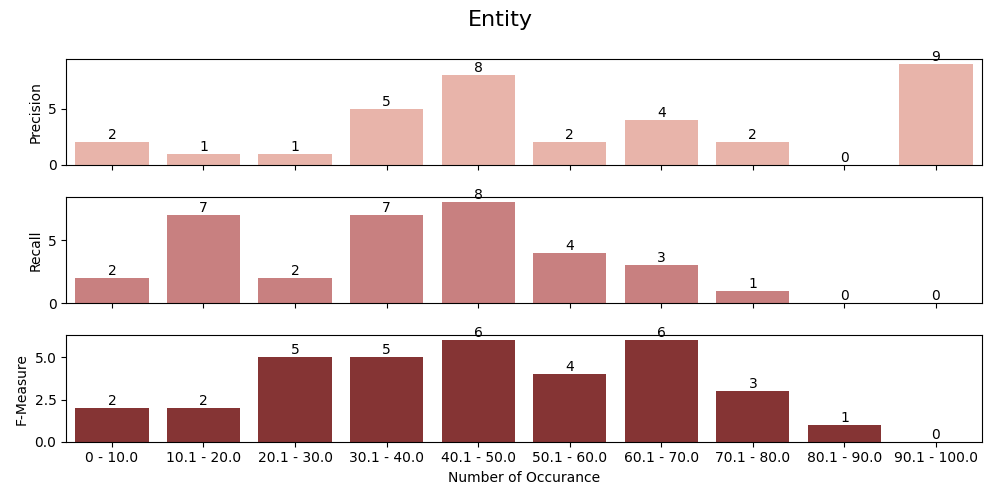 Entity
Precision
5
0
2 1 1 5 8 2 4 2 0 9
Recall
5
0
2 7 2 7 8 4 3 1 0 0
F-Measure
5.0
2.5
0.0
2 2 5 5 6 4 6 3 1 0
0 - 10.0 10.1 - 20.0 20.1 - 30.0 30.1 - 40.0 40.1 - 50.0 50.1 - 60.0 60.1 - 70.0 70.1 - 80.0 80.1 - 90.0 90.1 - 100.0
Number of Occurance